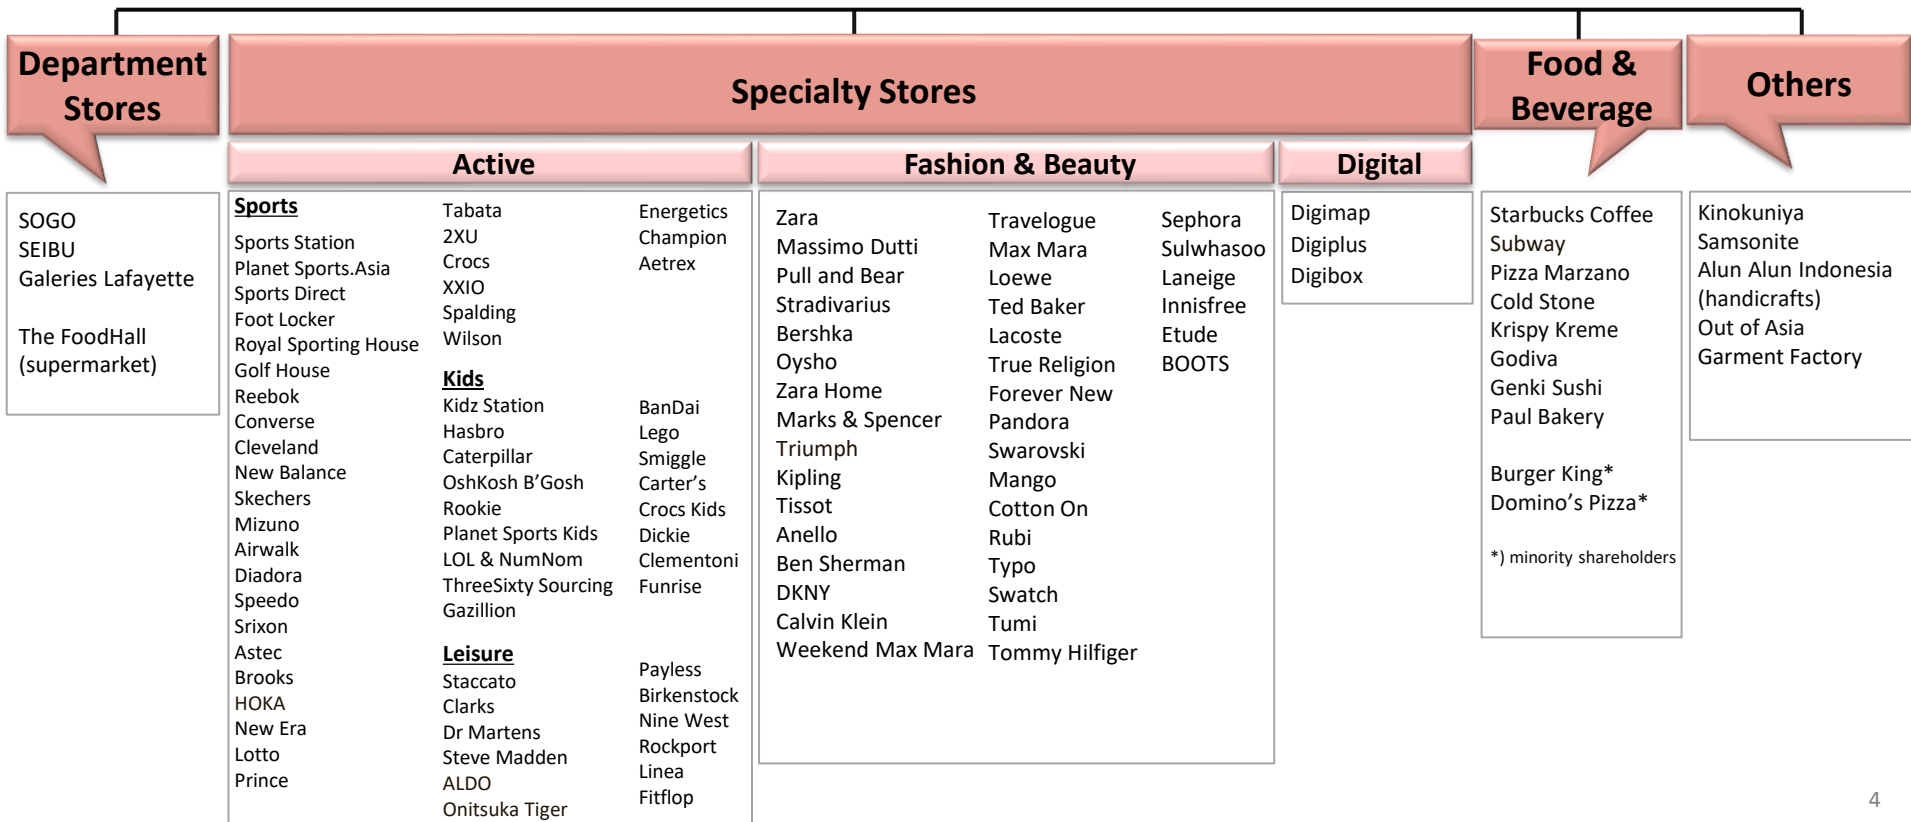 Department
Stores
Specialty Stores
Food &
Beverage
Others
Active
Fashion & Beauty
Digital
SOGO
SEIBU
Galeries Lafayette
The FoodHall
(supermarket)
Sports
Sports Station
Planet Sports.Asia
Sports Direct
Foot Locker
Royal Sporting House
Golf House
Reebok
Converse
Cleveland
New Balance
Skechers
Mizuno
Airwalk
Diadora
Speedo
Srixon
Astec
Brooks
HOKA
New Era
Lotto
Prince
Tabata
2XU
Crocs
XXIO
Spalding
Wilson
Energetics
Champion
Aetrex
Kids
Kidz Station
Hasbro
Caterpillar
OshKosh B’Gosh
Rookie
Planet Sports Kids
LOL & NumNom
ThreeSixty Sourcing
Gazillion
BanDai
Lego
Smiggle
Carter’s
Crocs Kids
Dickie
Clementoni
Funrise
Leisure
Staccato
Clarks
Dr Martens
Steve Madden
ALDO
Onitsuka Tiger
Payless
Birkenstock
Nine West
Rockport
Linea
Fitflop
Zara
Massimo Dutti
Pull and Bear
Stradivarius
Bershka
Oysho
Zara Home
Marks & Spencer
Triumph
Kipling
Tissot
Anello
Ben Sherman
DKNY
Calvin Klein
Weekend Max Mara
Travelogue
Max Mara
Loewe
Ted Baker
Lacoste
True Religion
Forever New
Pandora
Swarovski
Mango
Cotton On
Rubi
Typo
Swatch
Tumi
Tommy Hilfiger
Sephora
Sulwhasoo
Laneige
Innisfree
Etude
BOOTS
Digimap
Digiplus
Digibox
Starbucks Coffee
Subway
Pizza Marzano
Cold Stone
Krispy Kreme
Godiva
Genki Sushi
Paul Bakery
Burger King*
Domino’s Pizza*
*) minority shareholders
Kinokuniya
Samsonite
Alun Alun Indonesia
(handicrafts)
Out of Asia
Garment Factory
4